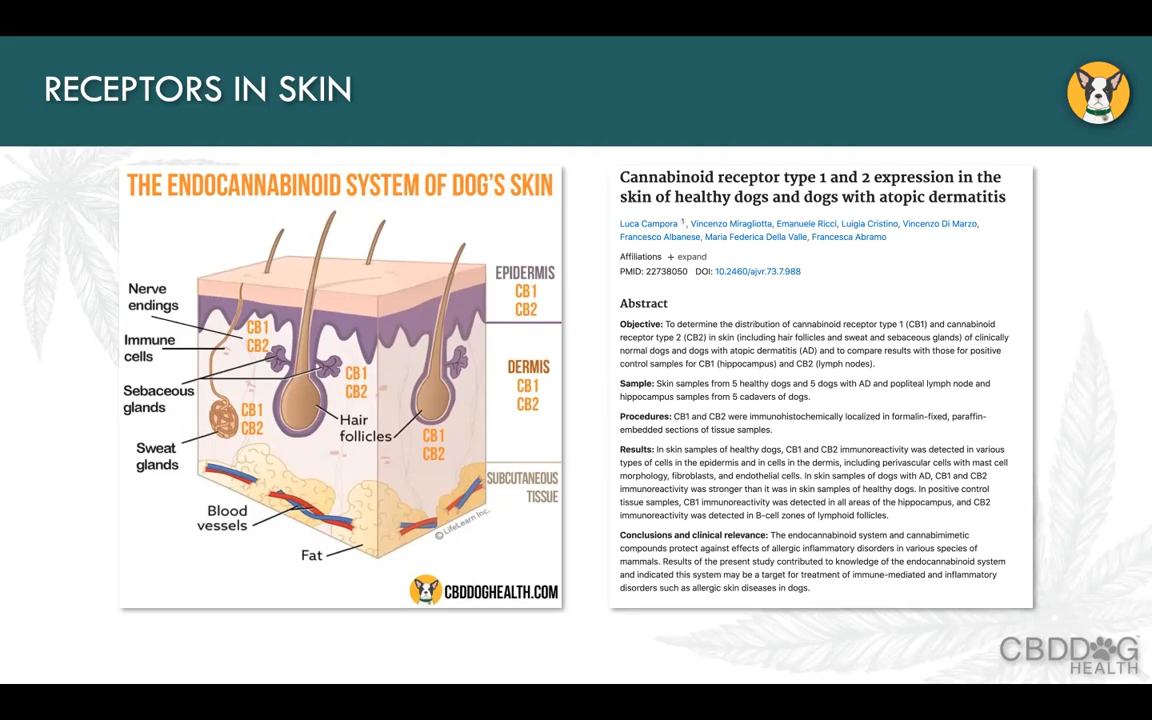 RECEPTORS IN SKIN
THE ENDOCANNABINOID SYSTEM OF DOG'S SKIN
EPIDERMIS
CB1
CB2
DERMIS
CB1
CB2
SUBCUTANEOUS
TISSUE
Nerve
endings
Immune
cells
Sebaceous
glands
Sweat
glands
Blood
vessels
Fat
Hair
follicles
CB1
CB2
CB1
CB2
CB1
CB2
CB1
CB2
© LifeLearn Inc.
CBDDOGHEALTH.COM
Cannabinoid receptor type 1 and 2 expression in the
skin of healthy dogs and dogs with atopic dermatitis
Luca Campora 1, Vincenzo Miragliotta, Emanuele Ricci, Luigia Cristino, Vincenzo Di Marzo,
Francesco Albanese, Maria Federica Della Valle, Francesca Abramo
Affiliations + expand
PMID: 22738050 DOI: 10.2460/ajvr.73.7.988
Abstract
Objective: To determine the distribution of cannabinoid receptor type 1 (CB1) and cannabinoid
receptor type 2 (CB2) in skin (including hair follicles and sweat and sebaceous glands) of clinically
normal dogs and dogs with atopic dermatitis (AD) and to compare results with those for positive
control samples for CB1 (hippocampus) and CB2 (lymph nodes).
Sample: Skin samples from 5 healthy dogs and 5 dogs with AD and popliteal lymph node and
hippocampus samples from 5 cadavers of dogs.
Procedures: CB1 and CB2 were immunohistochemically localized in formalin-fixed, paraffin-
embedded sections of tissue samples.
Results: In skin samples of healthy dogs, CB1 and CB2 immunoreactivity was detected in various
types of cells in the epidermis and in cells in the dermis, including perivascular cells with mast cell
morphology, fibroblasts, and endothelial cells. In skin samples of dogs with AD, CB1 and CB2
immunoreactivity was stronger than it was in skin samples of healthy dogs. In positive control
tissue samples, CB1 immunoreactivity was detected in all areas of the hippocampus, and CB2
immunoreactivity was detected in B-cell zones of lymphoid follicles.
Conclusions and clinical relevance: The endocannabinoid system and cannabimimetic
compounds protect against effects of allergic inflammatory disorders in various species of
mammals. Results of the present study contributed to knowledge of the endocannabinoid system
and indicated this system may be a target for treatment of immune-mediated and inflammatory
disorders such as allergic skin diseases in dogs.
CBDDOG
HEALTH